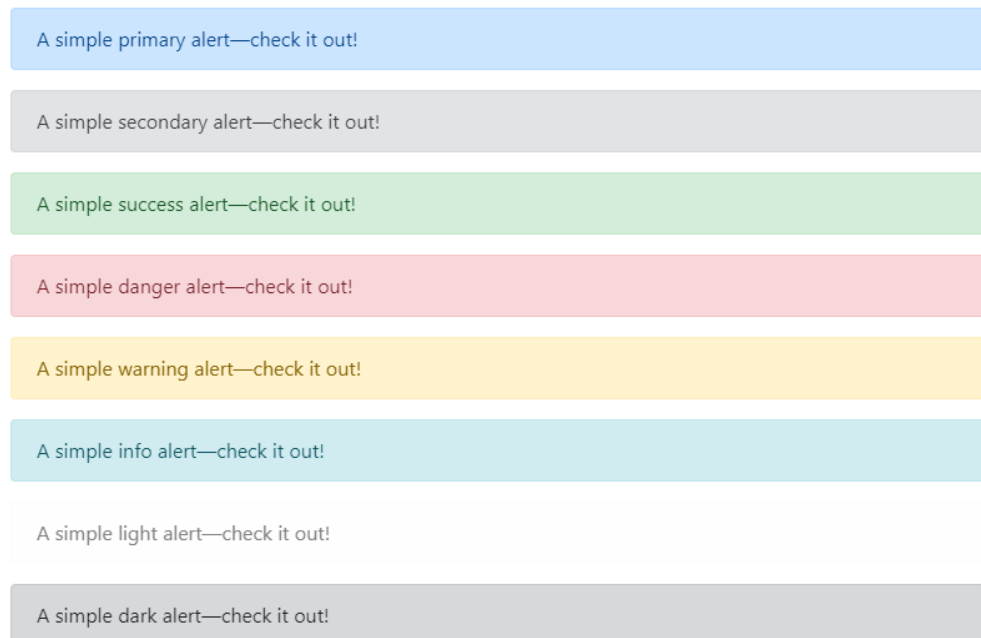 A simple primary alert—check it out!
A simple secondary alert—check it out!
A simple success alert—check it out!
A simple danger alert—check it out!
A simple warning alert—check it out!
A simple info alert—check it out!
A simple light alert—check it out!
A simple dark alert—check it out!